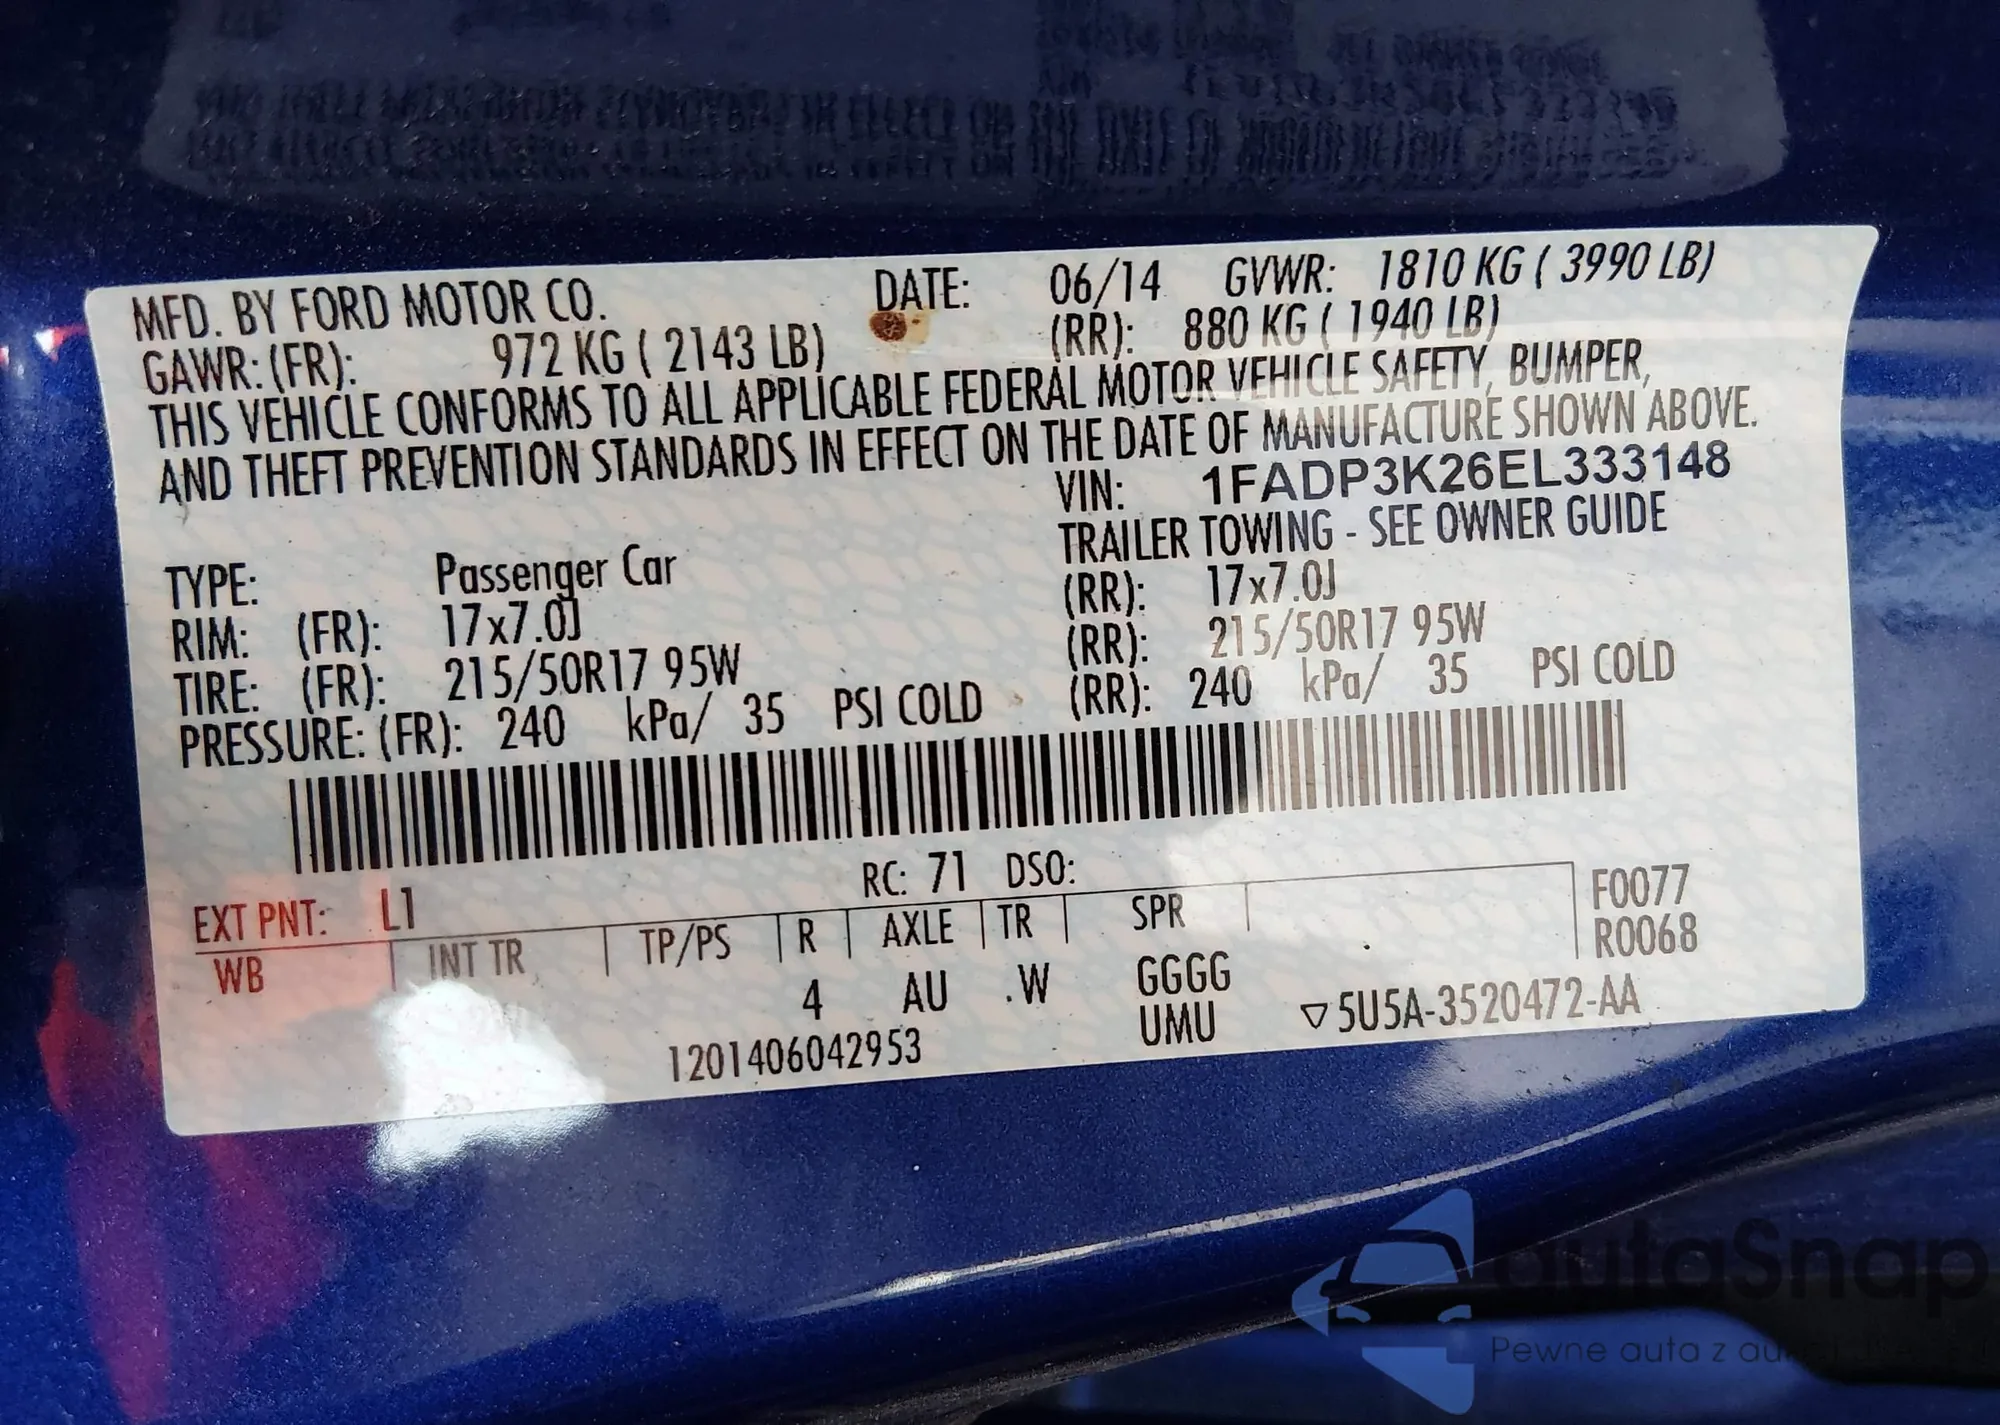 MFD. BY FORD MOTOR CO. DATE: 06/14 GVWR: 1810 KG ( 3990 LB)
GAWR: (FR): 972 KG ( 2143 LB) (RR): 880 KG ( 1940 LB)
THIS VEHICLE CONFORMS TO ALL APPLICABLE FEDERAL MOTOR VEHICLE SAFETY, BUMPER,
AND THEFT PREVENTION STANDARDS IN EFFECT ON THE DATE OF MANUFACTURE SHOWN ABOVE.
VIN: 1FADP3K26EL333148
TYPE: Passenger Car TRAILER TOWING - SEE OWNER GUIDE
RIM: (FR): 17x7.0J (RR): 17x7.0J
TIRE: (FR): 215/50R17 95W (RR): 215/50R17 95W
PRESSURE: (FR): 240 kPa/ 35 PSI COLD (RR): 240 kPa/ 35 PSI COLD
EXT PNT: L1 RC: 71 DSO: F0077
WB INT TR TP/PS R AXLE TR SPR R0068
4 AU .W GGGG
1201406042953 UMU ▽5U5A-3520472-AA
autaSnap
Pewne auta z